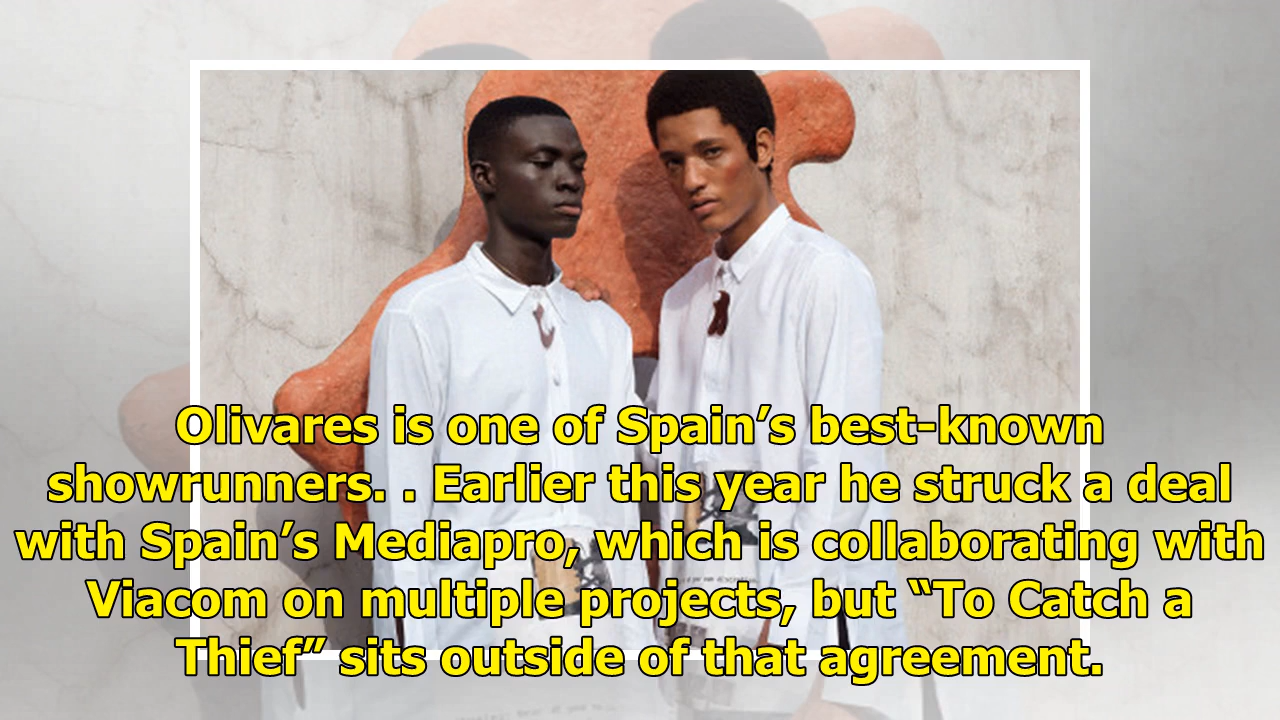 Olivares is one of Spain’s best-known
showrunners. . Earlier this year he struck a deal
with Spain’s Mediapro, which is collaborating with
Viacom on multiple projects, but “To Catch a
Thief” sits outside of that agreement.